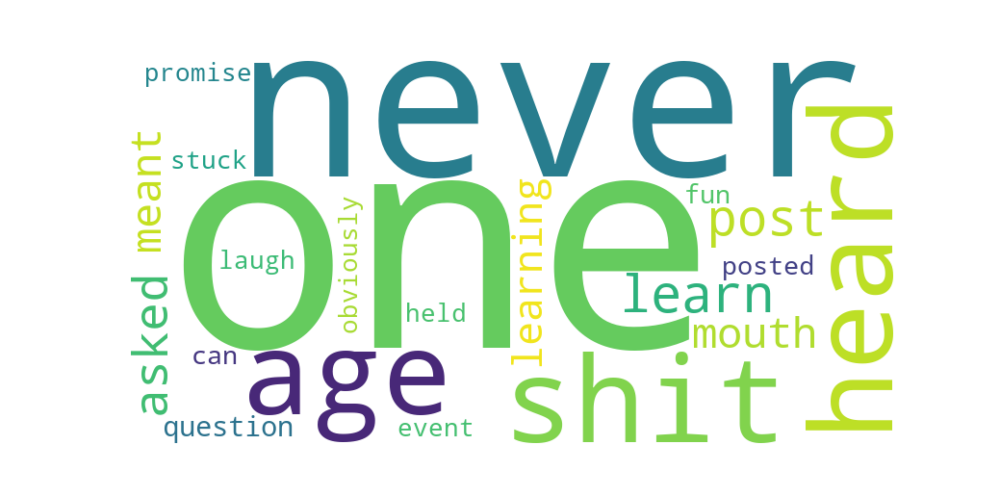 promise
never
heard
meant
stuck
one
obviously
learning
fun
post
laugh
posted
asked
held
learn
mouth
can
age
shit
question
event